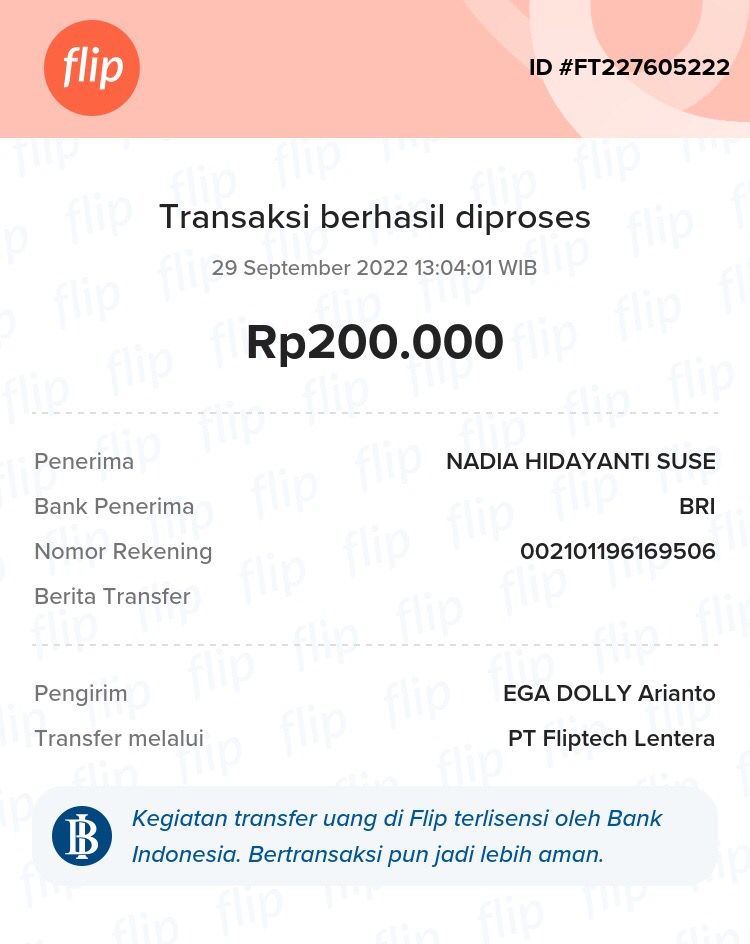 flip
ID #FT227605222
Transaksi berhasil diproses
29 September 2022 13:04:01 WIB
Rp200.000
Penerima NADIA HIDAYANTI SUSE
Bank Penerima BRI
Nomor Rekening 002101196169506
Berita Transfer
Pengirim EGA DOLLY Arianto
Transfer melalui PT Fliptech Lentera
Kegiatan transfer uang di Flip terlisensi oleh Bank
Indonesia. Bertransaksi pun jadi lebih aman.